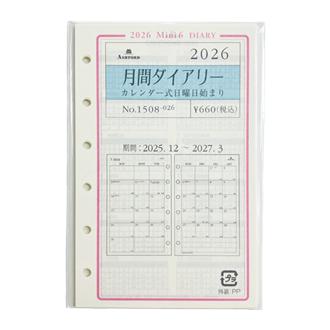 2026 Mini6 DIARY
ASHFORD
2026
月間ダイアリー
カレンダー式日曜日始まり
No.1508-026 ¥660(税込)
期間：2025.12 ～ 2027.3
プラ
外装:PP